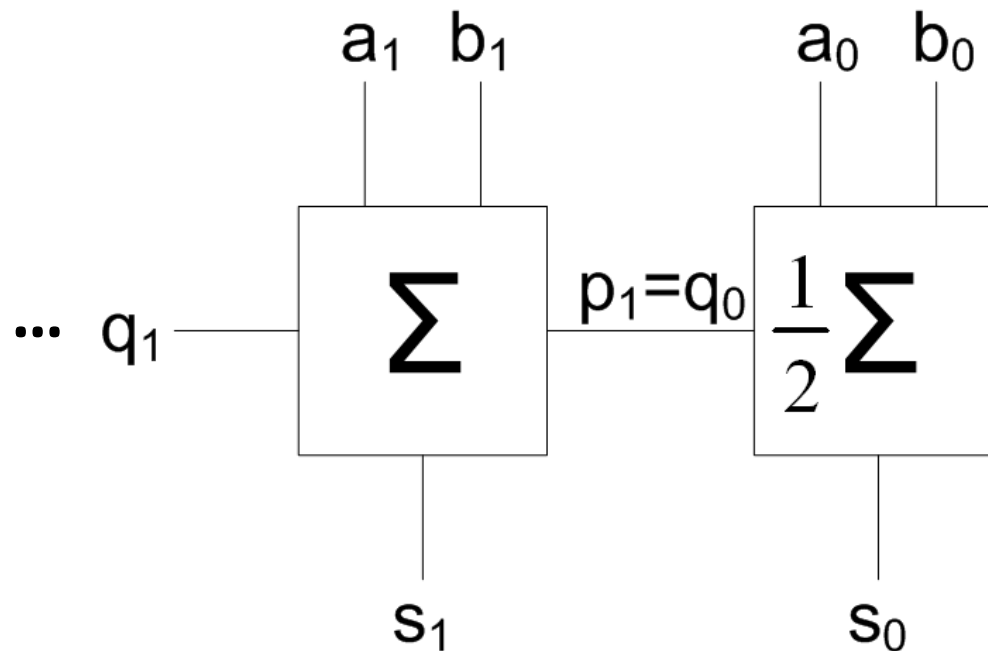 a₁ b₁ a₀ b₀
... q₁ Σ p₁=q₀ 1/2 Σ
s₁ s₀